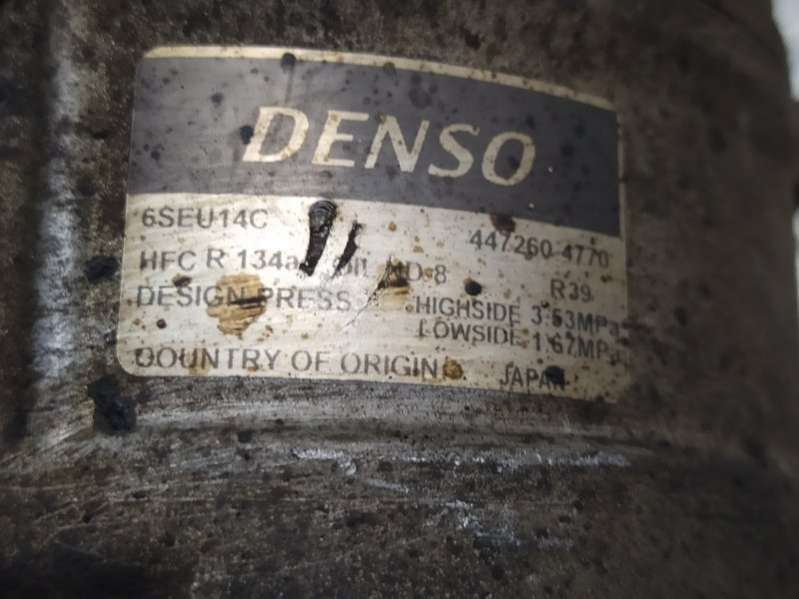 DENSO
6SEU14C 447260-4770
HFC R 134a Oil ND-8 R39
DESIGN PRESS HIGHSIDE 3.53MPa
LOWSIDE 1.67MPa
COUNTRY OF ORIGIN: JAPAN